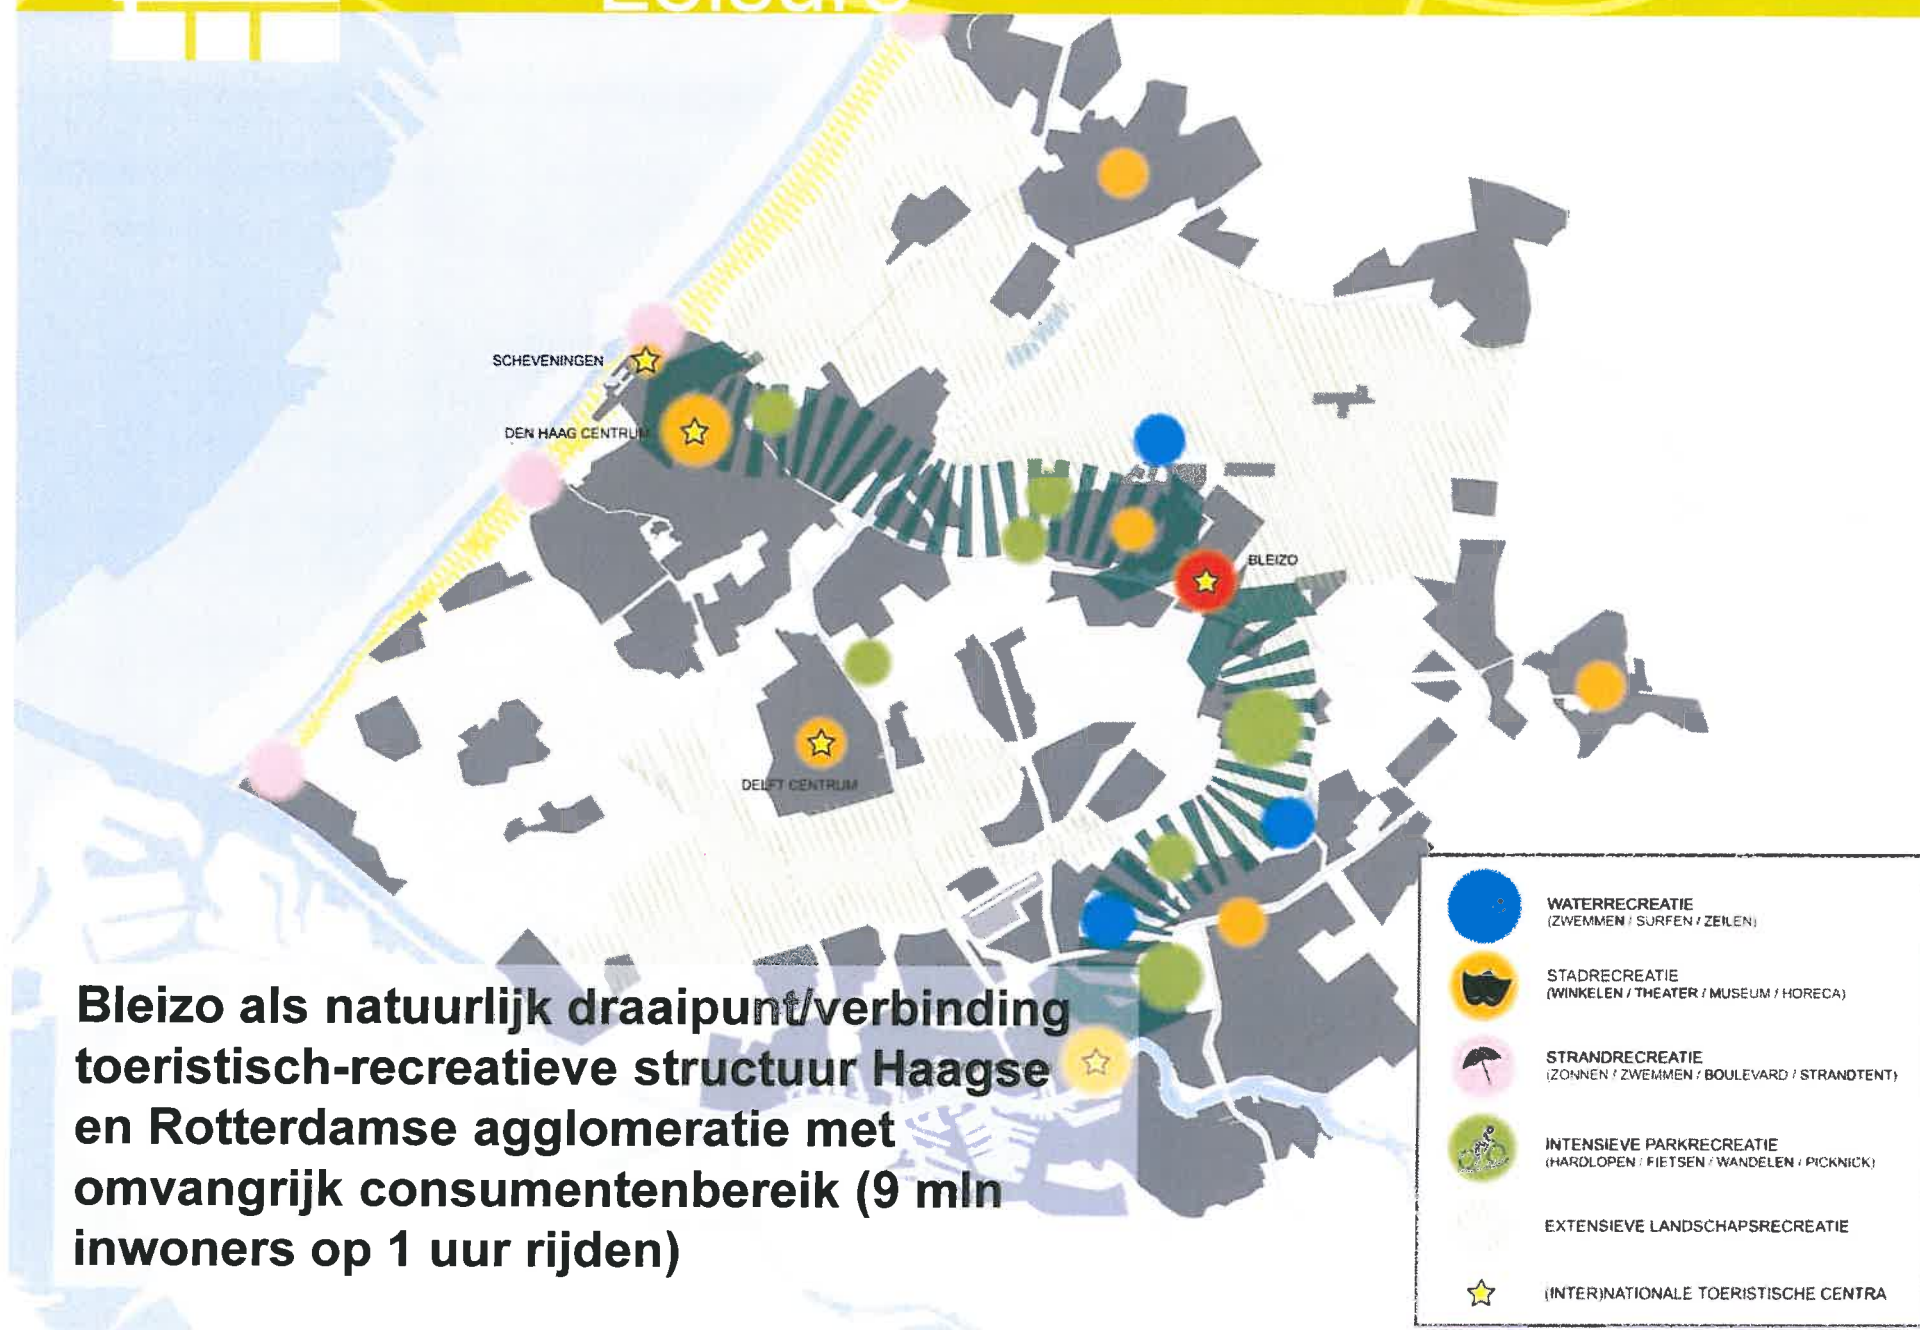 Leisure
SCHEVENINGEN
DEN HAAG CENTRUM
BLEIZO
DELFT CENTRUM
Bleizo als natuurlijk draaipunt/verbinding
toeristisch-recreatieve structuur Haagse
en Rotterdamse agglomeratie met
omvangrijk consumentenbereik (9 mln
inwoners op 1 uur rijden)
WATERRECREATIE
(ZWEMMEN / SURFEN / ZEILEN)
STADRECREATIE
(WINKELEN / THEATER / MUSEUM / HORECA)
STRANDRECREATIE
(ZONNEN / ZWEMMEN / BOULEVARD / STRANDTENT)
INTENSIEVE PARKRECREATIE
(HARDLOPEN / FIETSEN / WANDELEN / PICKNICK)
EXTENSIEVE LANDSCHAPSRECREATIE
(INTER)NATIONALE TOERISTISCHE CENTRA